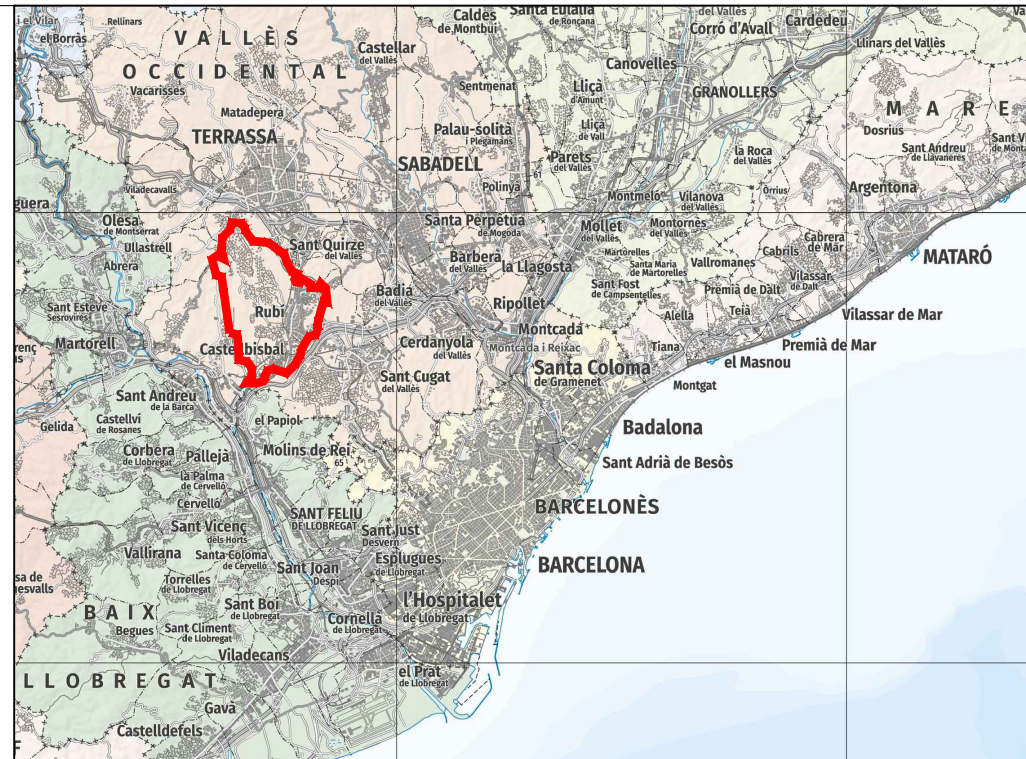 i el Vilar
Rellinars
el Borràs
VALLÈS
OCCIDENTAL
Vacarisses
Matadepera
TERRASSA
Viladecavalls
Castellar
del Vallès
Caldes
de Montbui
Santa Eulàlia
de Ronçana
Sentmenat
Palau-solità
i Plegamans
SABADELL
Polinyà
61
del Vallès
Corró d'Avall
Cardedeu
Llinars del Vallès
Canovelles
Lliçà
d'Amunt
GRANOLLERS
Lliçà
de Vall
Parets
del Vallès
la Roca
del Vallès
Montmeló
Vilanova
del Vallès
MARE
Dosrius
Sant Andreu
de Llavaneres
Sant V
de Monta
Òrrius
Argentona
guera
Olesa
de Montserrat
Ullastrell
Abrera
Sant Esteve
Sesrovires
Martorell
Sant Quirze
del Vallès
Rubí
Castellbisbal
Santa Perpètua
de Mogoda
Barberà
del Vallès
la Llagosta
Badia
del Vallès
Ripollet
Cerdanyola
del Vallès
Montcada
Montcada i Reixac
Sant Cugat
del Vallès
Mollet
del Vallès
Montornès
del Vallès
Martorelles
Santa Maria
de Martorelles
Vallromanes
Sant Fost
de Campsentelles
Cabrera
de Mar
Cabrils
Vilassar
de Dalt
MATARÓ
Premià de Dalt
Alella
Teià
Vilassar de Mar
Tiana
Premià de Mar
el Masnou
Montgat
Santa Coloma
de Gramenet
Badalona
Sant Adrià de Besòs
Sant Andreu
de la Barca
Castellví
de Rosanes
Gelida
el Papiol
Corbera
de Llobregat
Pallejà
Molins de Rei
65
la Palma
de Cervelló
Cervelló
SANT FELIU
DE LLOBREGAT
Sant Vicenç
dels Horts
Sant Just
Desvern
Vallirana
Santa Coloma
de Cervelló
Esplugues
de Llobregat
Sant Joan
Despí
BARCELONÈS
BARCELONA
Torrelles
de Llobregat
l'Hospitalet
de Llobregat
BAIX
Begues
Sant Boi
de Llobregat
Sant Climent
de Llobregat
Cornellà
de Llobregat
Viladecans
el Prat
de Llobregat
LLOBREGAT
Gavà
Castelldefels